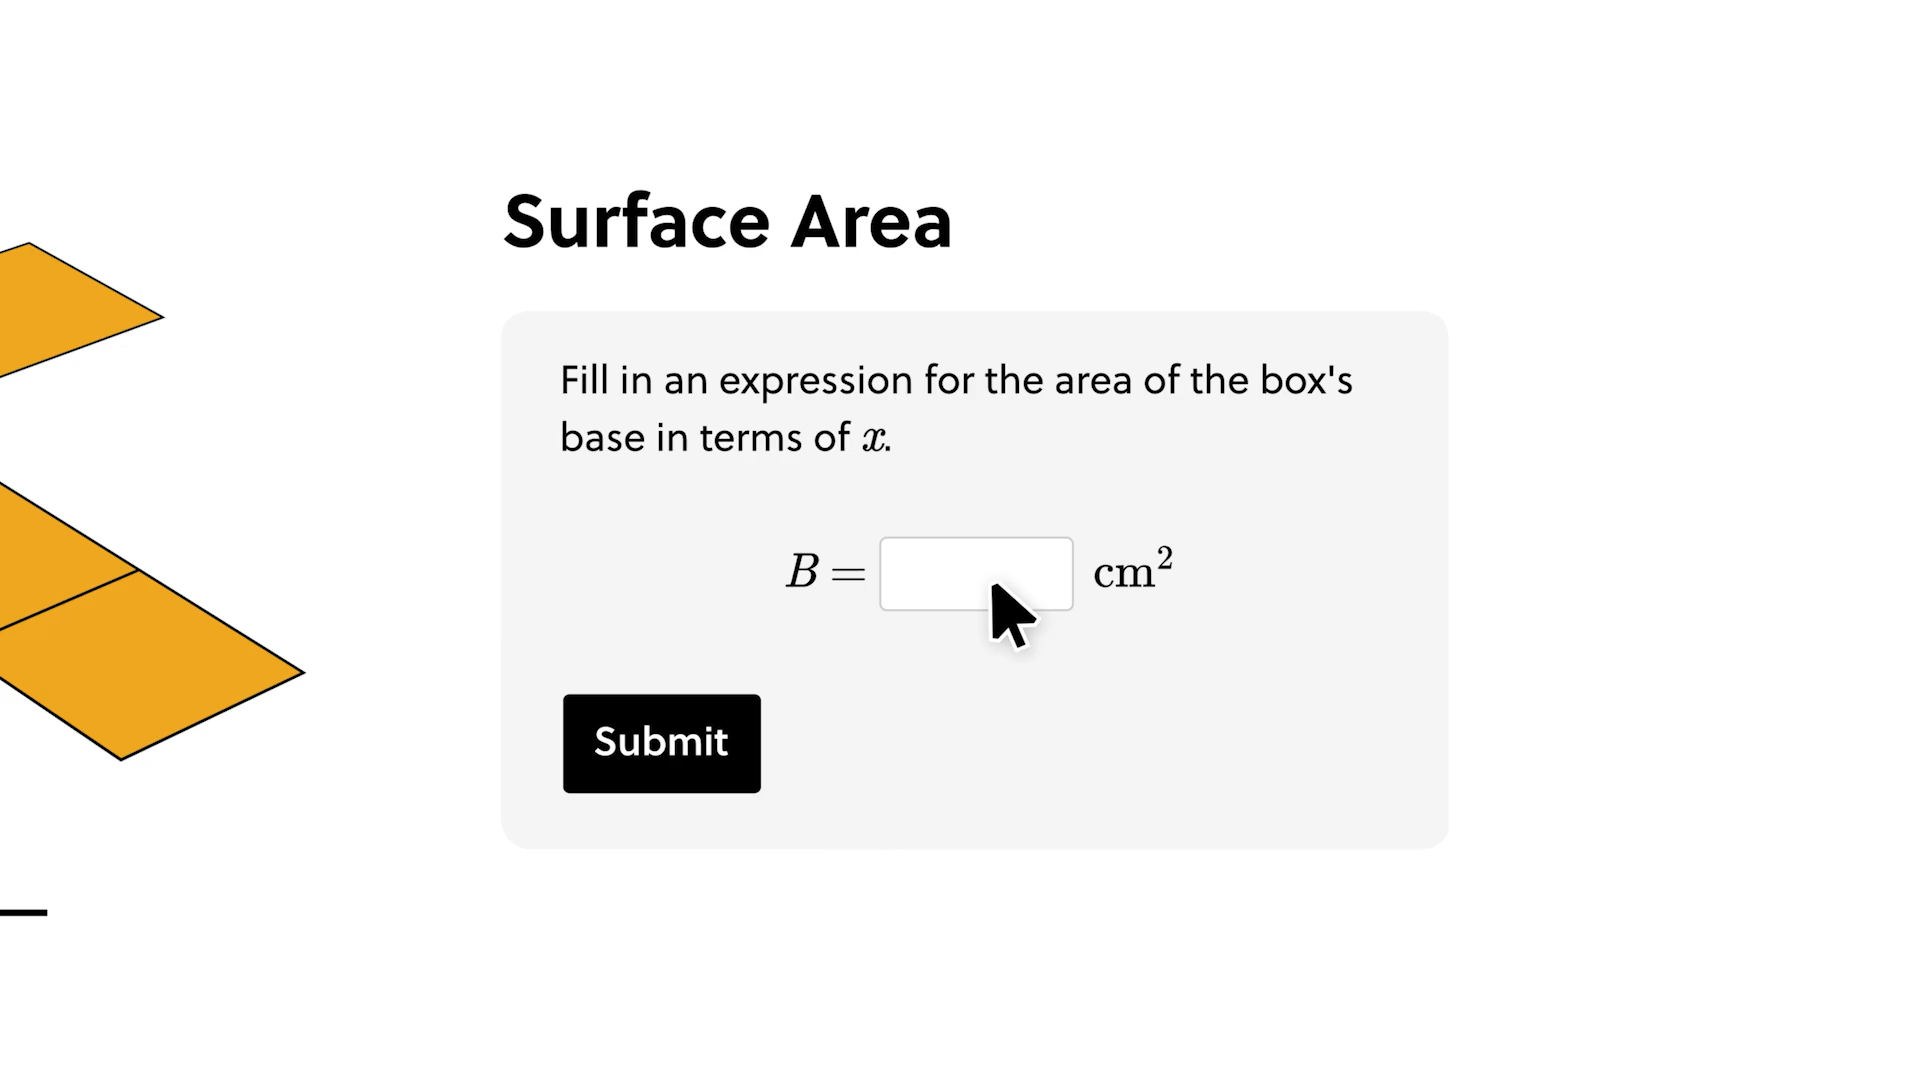 Surface Area
Fill in an expression for the area of the box's
base in terms of x.
B = cm²
Submit